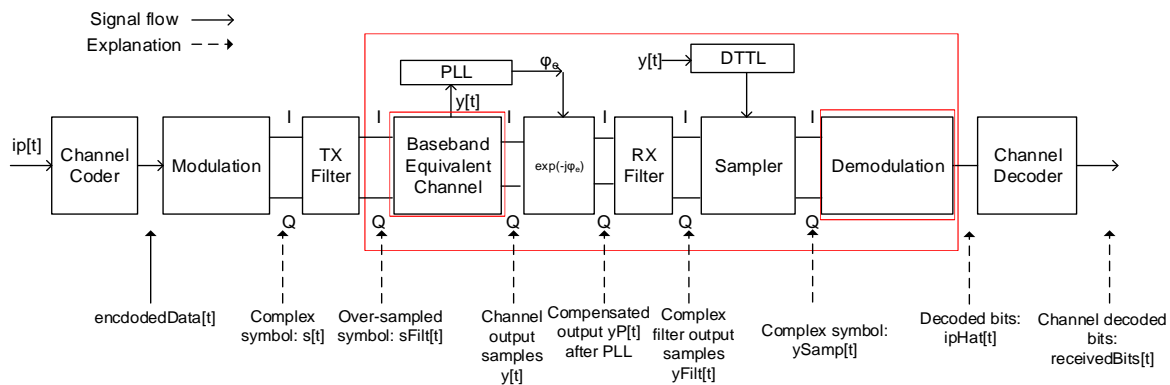 Signal flow
Explanation
PLL
φe
y[t]
y[t]
DTTL
ip[t]
Channel
Coder
Modulation
I
Q
TX
Filter
I
Q
Baseband
Equivalent
Channel
I
Q
exp(-jφe)
I
Q
RX
Filter
I
Q
Sampler
I
Q
Demodulation
Channel
Decoder
encdodedData[t]
Complex
symbol: s[t]
Over-sampled
symbol: sFilt[t]
Channel
output
samples
y[t]
Compensated
output yP[t]
after PLL
Complex
filter output
samples
yFilt[t]
Complex symbol:
ySamp[t]
Decoded bits:
ipHat[t]
Channel decoded
bits:
receivedBits[t]